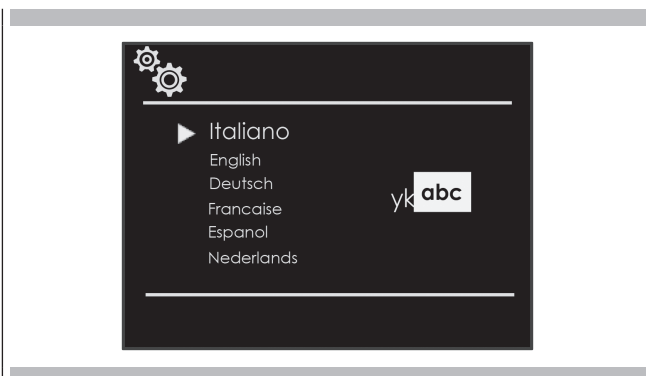 Italiano
English
Deutsch
Francaise
Espanol
Nederlands
yk abc